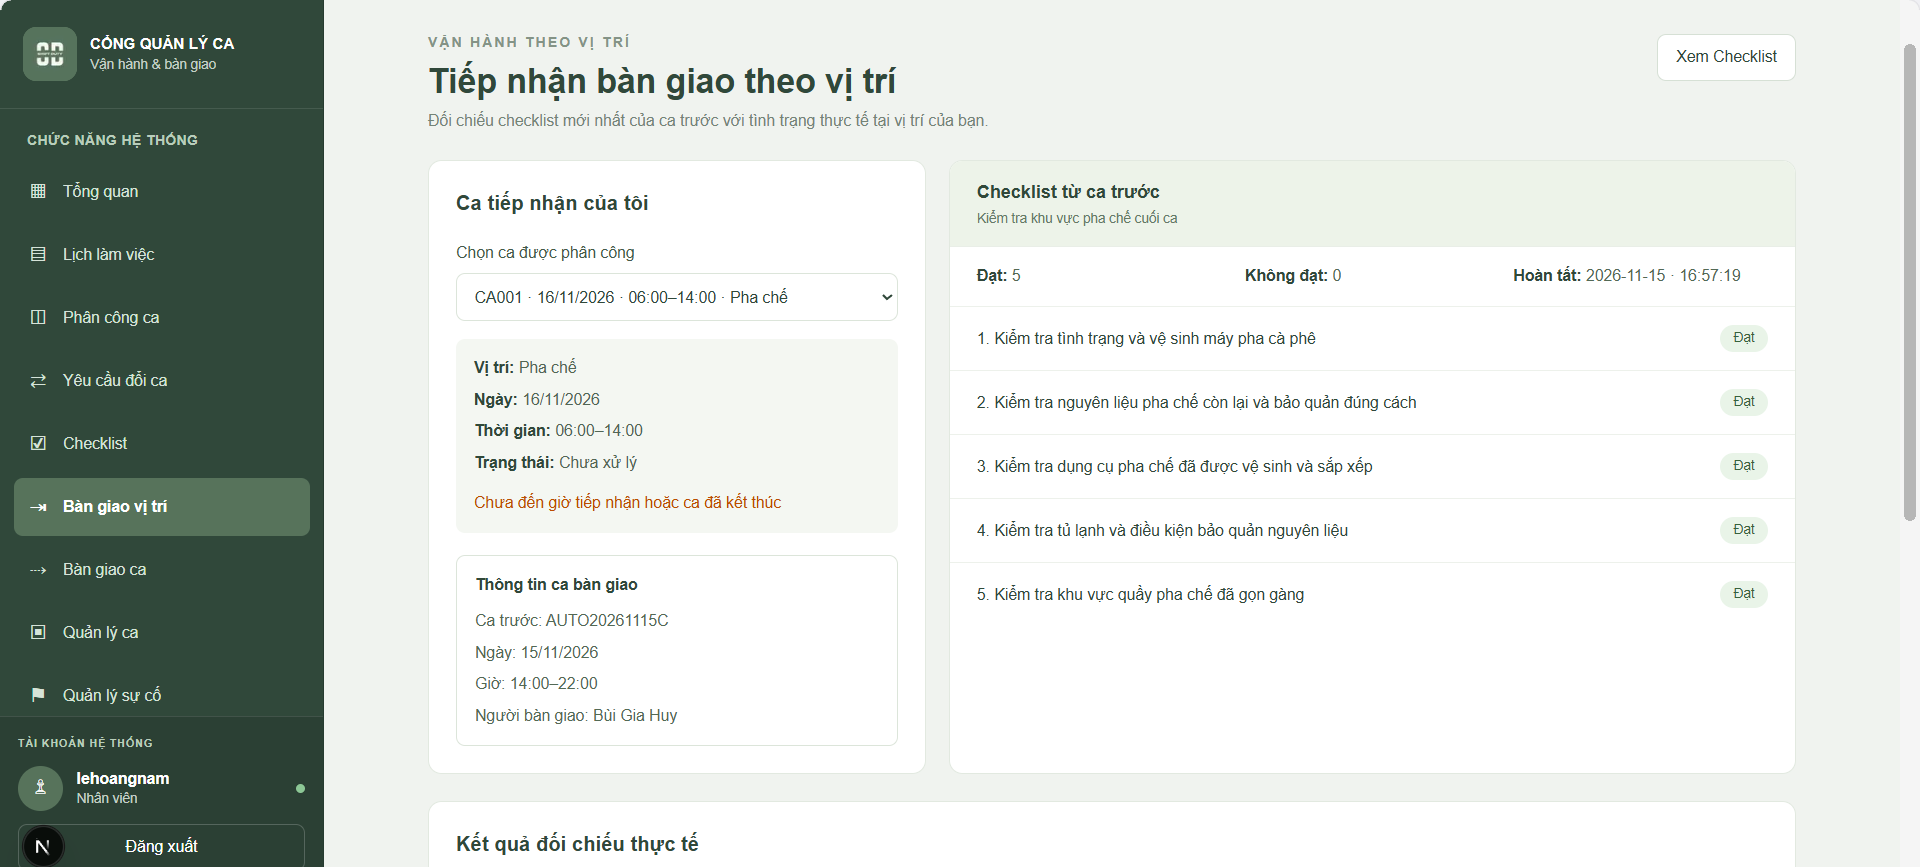 CỔNG QUẢN LÝ CA
Vận hành & bàn giao
CHỨC NĂNG HỆ THỐNG
Tổng quan
Lịch làm việc
Phân công ca
Yêu cầu đổi ca
Checklist
Bàn giao vị trí
Bàn giao ca
Quản lý ca
Quản lý sự cố
TÀI KHOẢN HỆ THỐNG
lehoangnam
Nhân viên
N
Đăng xuất
VẬN HÀNH THEO VỊ TRÍ
Tiếp nhận bàn giao theo vị trí
Đối chiếu checklist mới nhất của ca trước với tình trạng thực tế tại vị trí của bạn.
Xem Checklist
Ca tiếp nhận của tôi
Chọn ca được phân công
CA001 · 16/11/2026 · 06:00–14:00 · Pha chế
Vị trí: Pha chế
Ngày: 16/11/2026
Thời gian: 06:00–14:00
Trạng thái: Chưa xử lý
Chưa đến giờ tiếp nhận hoặc ca đã kết thúc
Thông tin ca bàn giao
Ca trước: AUTO20261115C
Ngày: 15/11/2026
Giờ: 14:00–22:00
Người bàn giao: Bùi Gia Huy
Checklist từ ca trước
Kiểm tra khu vực pha chế cuối ca
Đạt: 5 Không đạt: 0 Hoàn tất: 2026-11-15 · 16:57:19
1. Kiểm tra tình trạng và vệ sinh máy pha cà phê Đạt
2. Kiểm tra nguyên liệu pha chế còn lại và bảo quản đúng cách Đạt
3. Kiểm tra dụng cụ pha chế đã được vệ sinh và sắp xếp Đạt
4. Kiểm tra tủ lạnh và điều kiện bảo quản nguyên liệu Đạt
5. Kiểm tra khu vực quầy pha chế đã gọn gàng Đạt
Kết quả đối chiếu thực tế